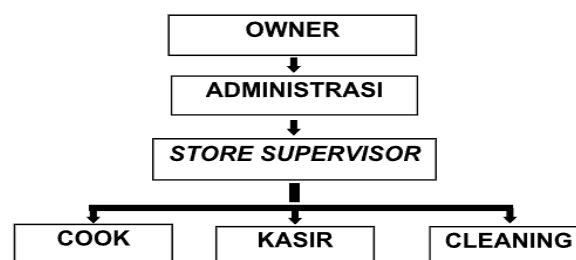 OWNER
ADMINISTRASI
STORE SUPERVISOR
COOK
KASIR
CLEANING